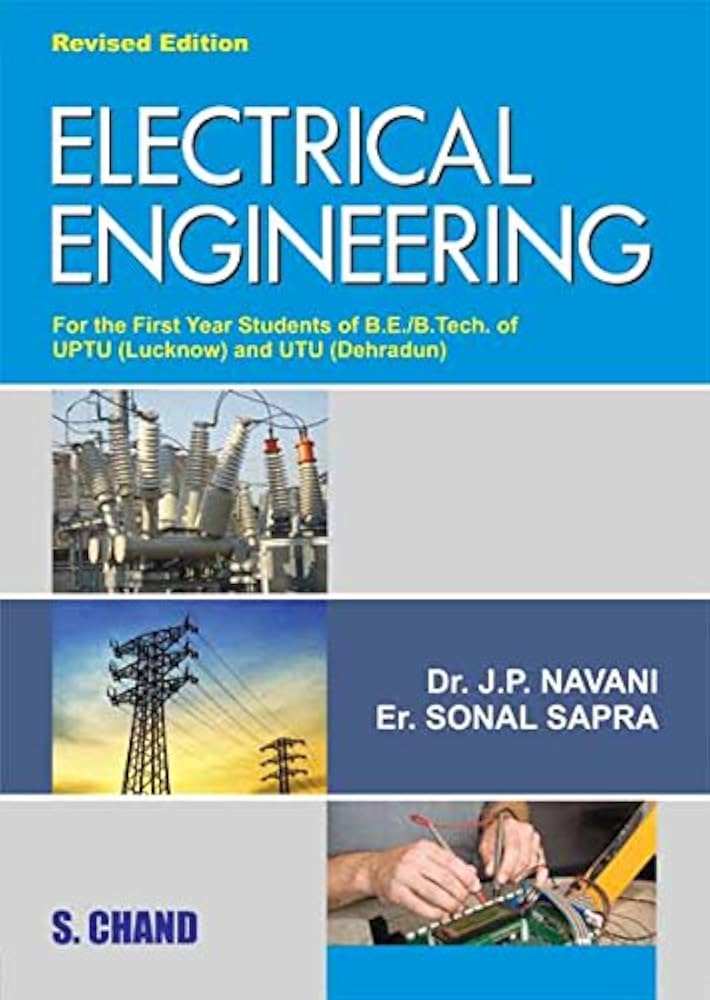 Revised Edition
ELECTRICAL
ENGINEERING
For the First Year Students of B.E./B.Tech. of
UPTU (Lucknow) and UTU (Dehradun)
Dr. J.P. NAVANI
Er. SONAL SAPRA
S. CHAND